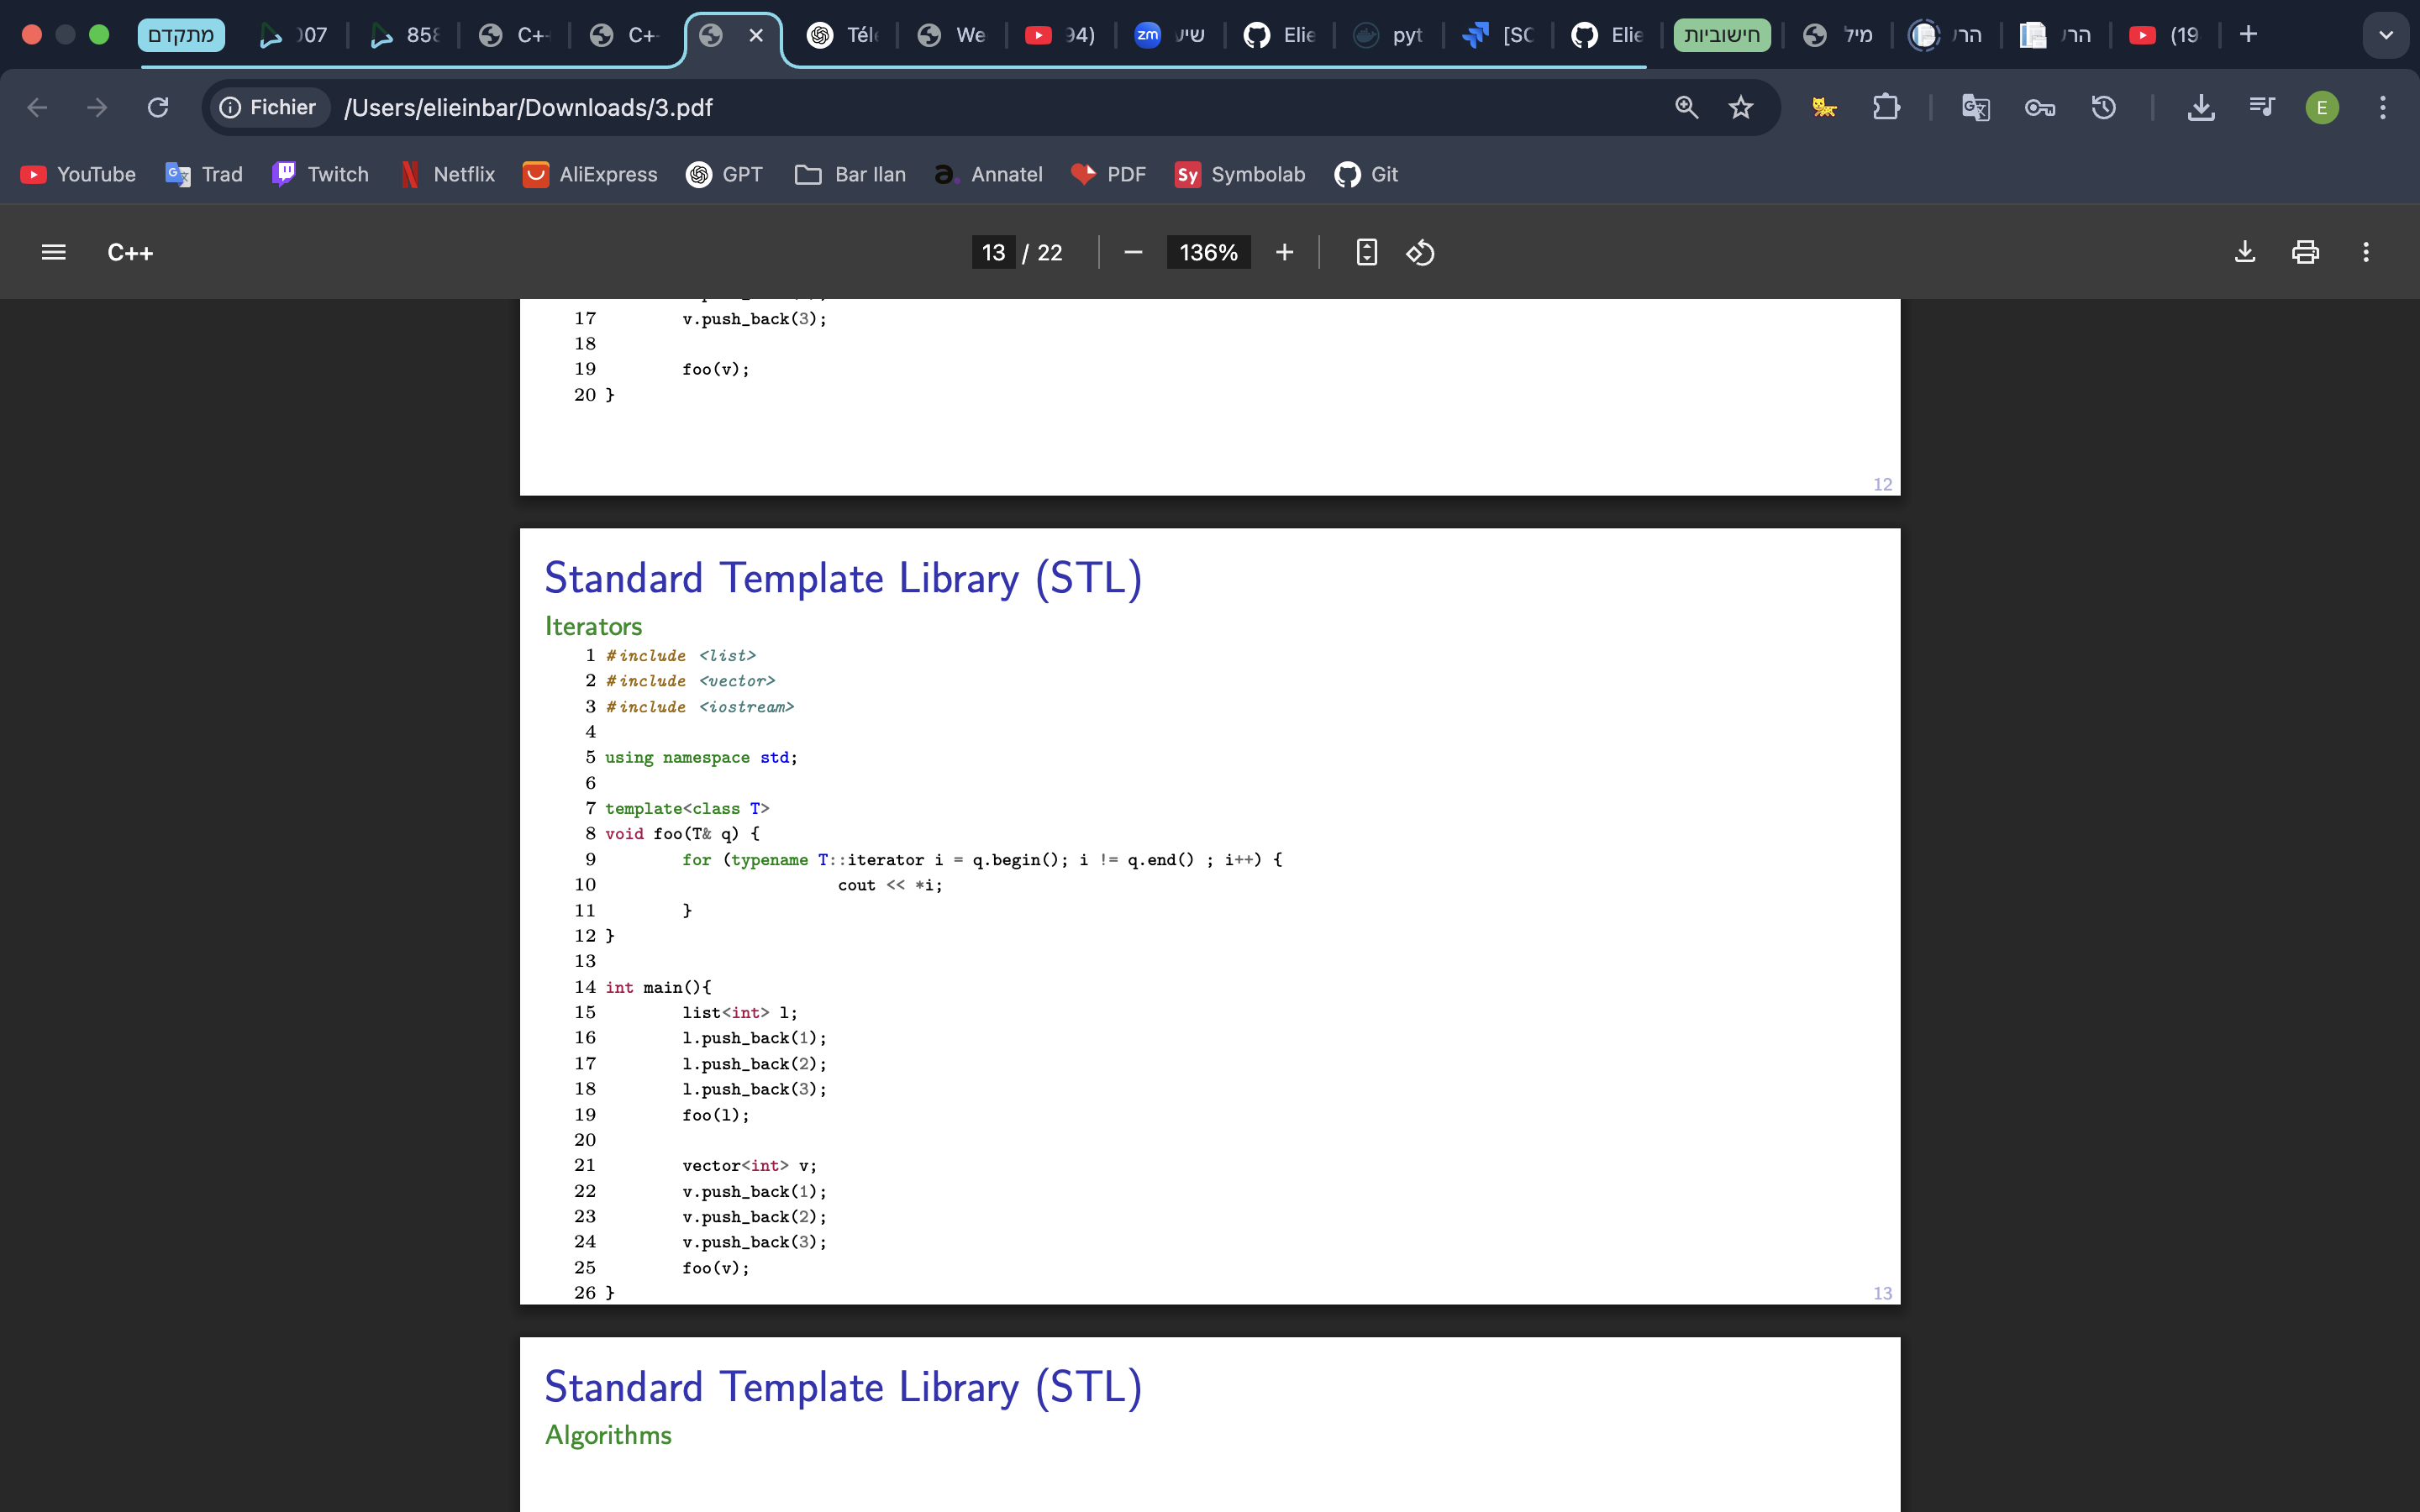 מתקדם
007
858
C+
C+
Télé
We
94)
שיע
Elie
pyt
[SC
Elie
חישוביות
מיל
הרי
הרי
(19
Fichier /Users/elieinbar/Downloads/3.pdf
E
YouTube Trad Twitch Netflix AliExpress GPT Bar Ilan Annatel PDF Symbolab Git
C++ 13 / 22 136%
17 v.push_back(3);
18
19 foo(v);
20 }
12
Standard Template Library (STL)
Iterators
1 #include <list>
2 #include <vector>
3 #include <iostream>
4
5 using namespace std;
6
7 template<class T>
8 void foo(T& q) {
9 for (typename T::iterator i = q.begin(); i != q.end() ; i++) {
10 cout << *i;
11 }
12 }
13
14 int main(){
15 list<int> l;
16 l.push_back(1);
17 l.push_back(2);
18 l.push_back(3);
19 foo(l);
20
21 vector<int> v;
22 v.push_back(1);
23 v.push_back(2);
24 v.push_back(3);
25 foo(v);
26 }
13
Standard Template Library (STL)
Algorithms